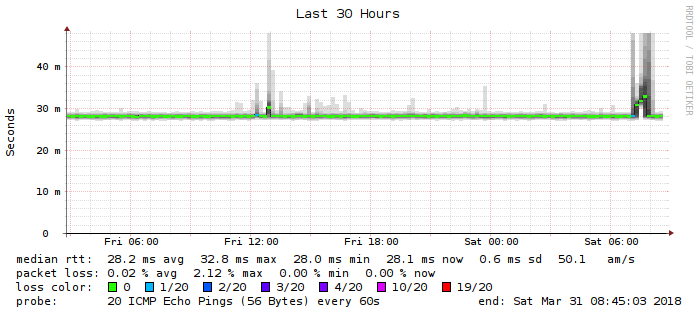 Last 30 Hours
RRDTOOL / TOBI OETIKER
Seconds
40 m
30 m
20 m
10 m
0
Fri 06:00 Fri 12:00 Fri 18:00 Sat 00:00 Sat 06:00
median rtt: 28.2 ms avg 32.8 ms max 28.0 ms min 28.1 ms now 0.6 ms sd 50.1 am/s
packet loss: 0.02 % avg 2.12 % max 0.00 % min 0.00 % now
loss color: 0 1/20 2/20 3/20 4/20 10/20 19/20
probe: 20 ICMP Echo Pings (56 Bytes) every 60s end: Sat Mar 31 08:45:03 2018